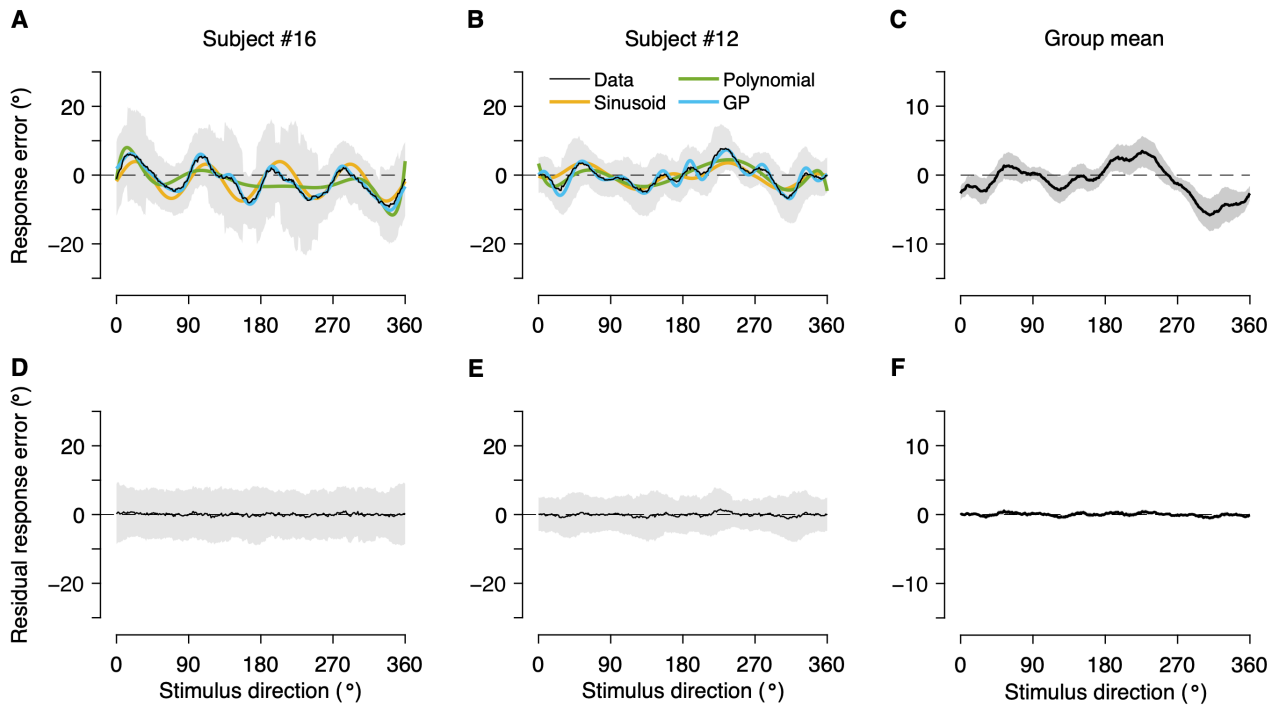 A
B
C
Subject #16
Subject #12
Group mean
Response error (°)
20
0
−20
0 90 180 270 360
Data
Sinusoid
Polynomial
GP
20
0
−20
0 90 180 270 360
10
0
−10
0 90 180 270 360
D
E
F
Residual response error (°)
20
0
−20
0 90 180 270 360
Stimulus direction (°)
20
0
−20
0 90 180 270 360
Stimulus direction (°)
10
0
−10
0 90 180 270 360
Stimulus direction (°)